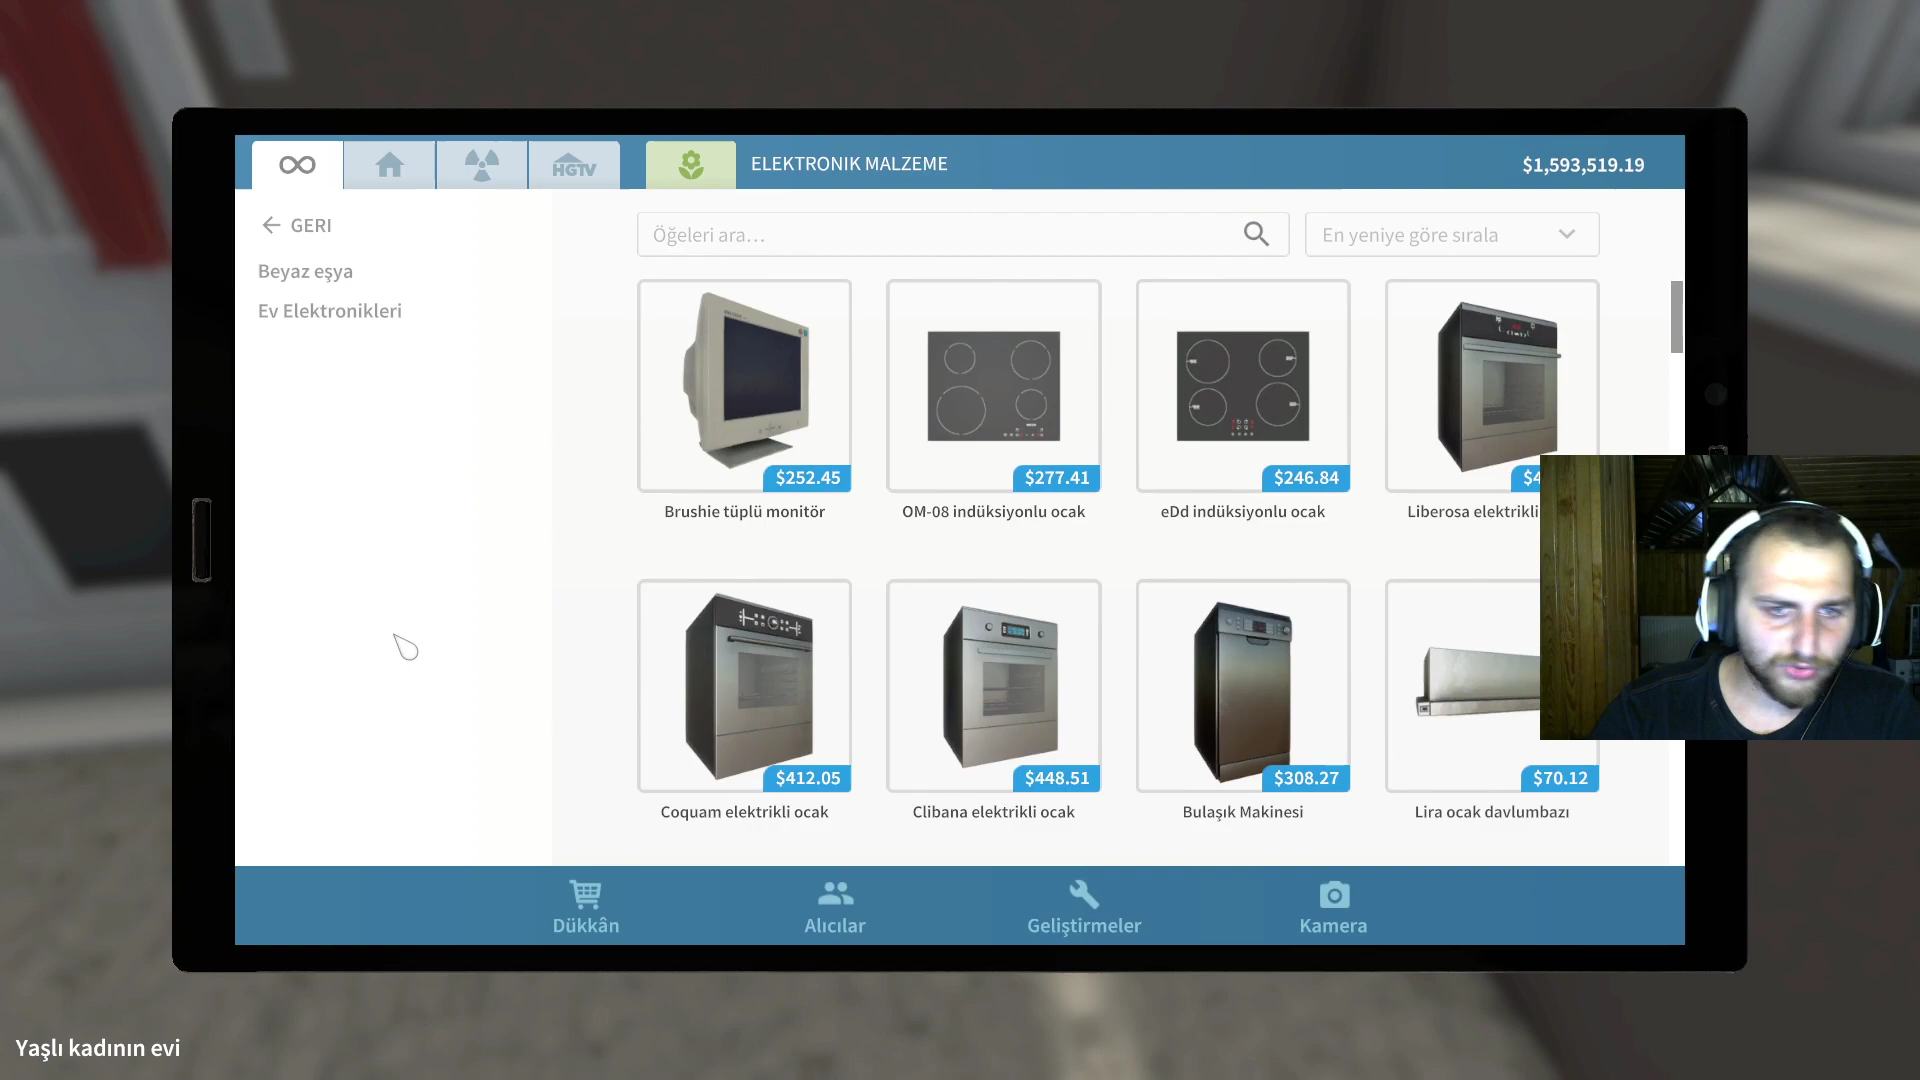 HGTV
ELEKTRONIK MALZEME
$1,593,519.19
GERI
Öğeleri ara...
En yeniye göre sırala
Beyaz eşya
Ev Elektronikleri
$252.45
$277.41
$246.84
Brushie tüplü monitör
OM-08 indüksiyonlu ocak
eDd indüksiyonlu ocak
Liberosa elektrikli
$412.05
$448.51
$308.27
$70.12
Coquam elektrikli ocak
Clibana elektrikli ocak
Bulaşık Makinesi
Lira ocak davlumbazı
Dükkân
Alıcılar
Geliştirmeler
Kamera
Yaşlı kadının evi